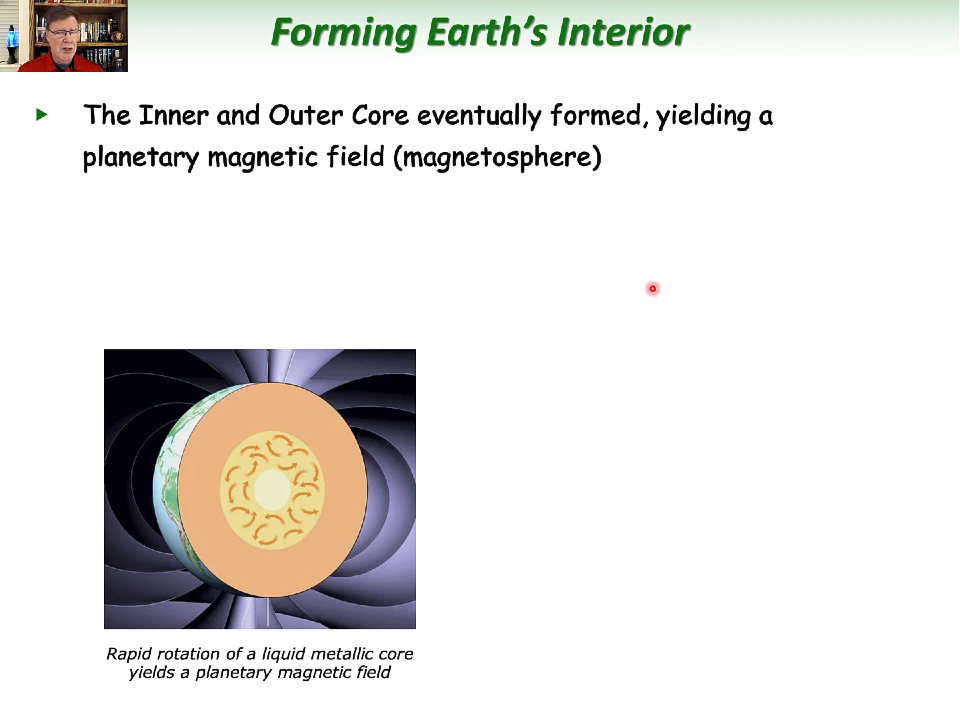 Forming Earth's Interior
The Inner and Outer Core eventually formed, yielding a
planetary magnetic field (magnetosphere)
Rapid rotation of a liquid metallic core
yields a planetary magnetic field